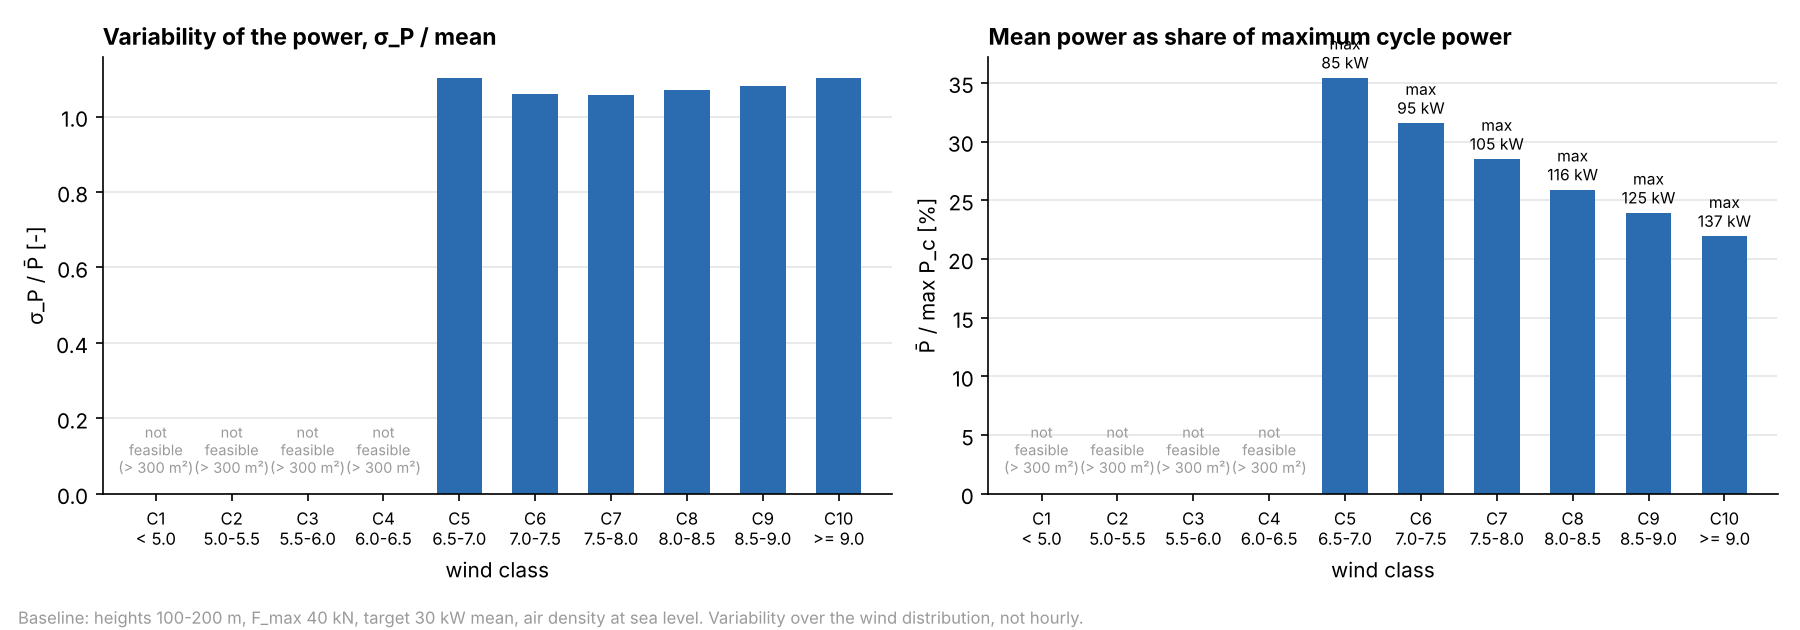 Variability of the power, σ_P / mean
σ_P / P̄ [-]
1.0
0.8
0.6
0.4
0.2
0.0
not feasible (> 300 m²)
not feasible (> 300 m²)
not feasible (> 300 m²)
not feasible (> 300 m²)
C1 C2 C3 C4 C5 C6 C7 C8 C9 C10
< 5.0 5.0-5.5 5.5-6.0 6.0-6.5 6.5-7.0 7.0-7.5 7.5-8.0 8.0-8.5 8.5-9.0 >= 9.0
wind class
Mean power as share of maximum cycle power
P̄ / max P_c [%]
35
30
25
20
15
10
5
0
max
85 kW
max
95 kW
max
105 kW
max
116 kW
max
125 kW
max
137 kW
not feasible (> 300 m²)
not feasible (> 300 m²)
not feasible (> 300 m²)
not feasible (> 300 m²)
C1 C2 C3 C4 C5 C6 C7 C8 C9 C10
< 5.0 5.0-5.5 5.5-6.0 6.0-6.5 6.5-7.0 7.0-7.5 7.5-8.0 8.0-8.5 8.5-9.0 >= 9.0
wind class
Baseline: heights 100-200 m, F_max 40 kN, target 30 kW mean, air density at sea level. Variability over the wind distribution, not hourly.